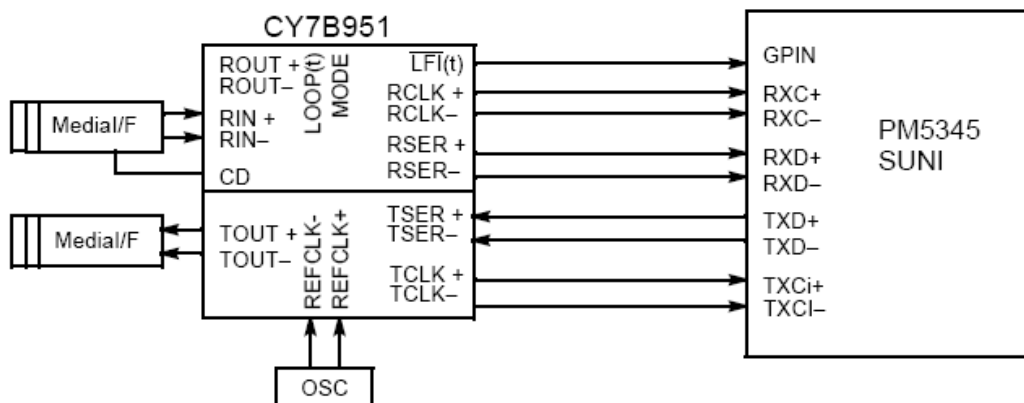 CY7B951
ROUT +
ROUT–
LOOP(t)
MODE
LFI(t)
RCLK +
RCLK–
RIN +
RIN–
RSER +
RSER–
CD
Medial/F
GPIN
RXC+
RXC–
PM5345
SUNI
RXD+
RXD–
TXD+
TXD–
TXCi+
TXCI–
Medial/F
TOUT +
TOUT–
REFCLK-
REFCLK+
TSER +
TSER–
TCLK +
TCLK–
OSC